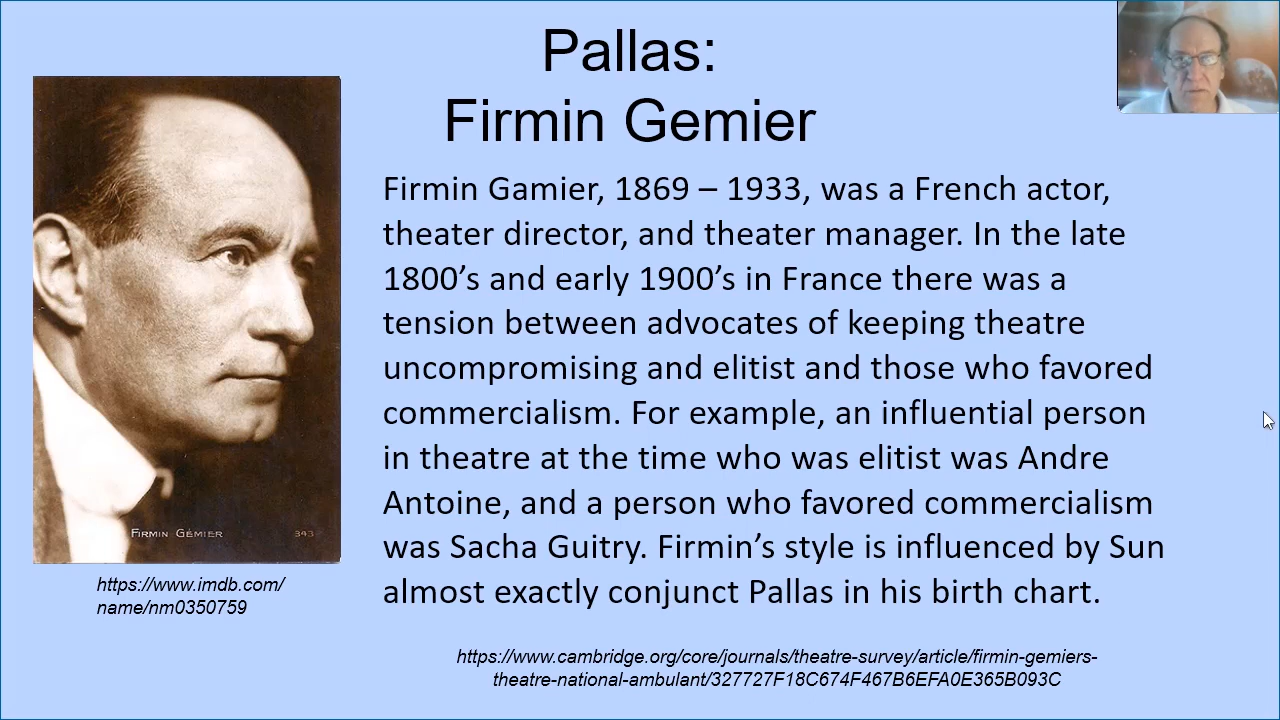 Pallas:
Firmin Gemier
Firmin Gamier, 1869 – 1933, was a French actor,
theater director, and theater manager. In the late
1800’s and early 1900’s in France there was a
tension between advocates of keeping theatre
uncompromising and elitist and those who favored
commercialism. For example, an influential person
in theatre at the time who was elitist was Andre
Antoine, and a person who favored commercialism
was Sacha Guitry. Firmin’s style is influenced by Sun
almost exactly conjunct Pallas in his birth chart.
FIRMIN GÉMIER 343
https://www.imdb.com/
name/nm0350759
https://www.cambridge.org/core/journals/theatre-survey/article/firmin-gemiers-
theatre-national-ambulant/327727F18C674F467B6EFA0E365B093C